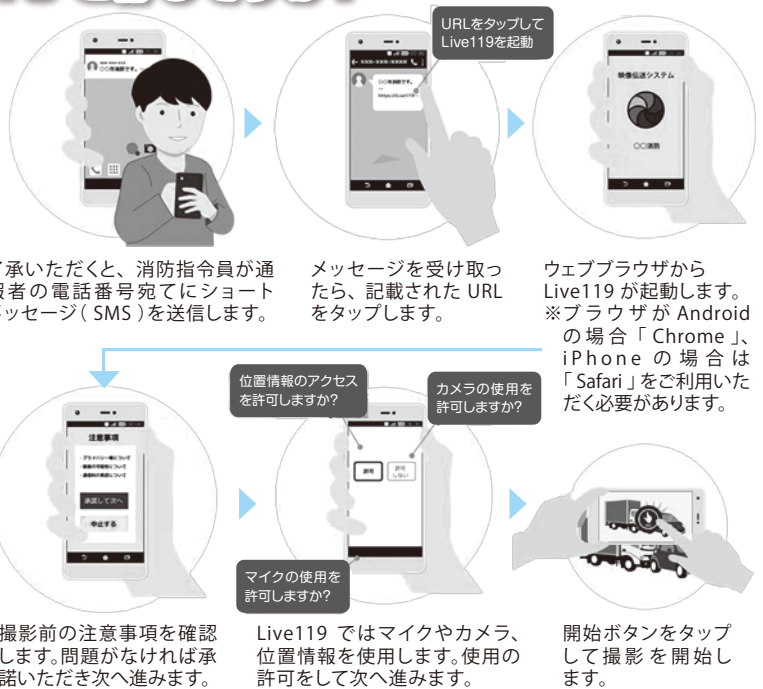 URLをタップして
Live119を起動
映像伝送システム
〇〇消防
了承いただくと、消防指令員が通
報者の電話番号宛てにショート
メッセージ( SMS )を送信します。
メッセージを受け取っ
たら、記載された URL
をタップします。
ウェブブラウザから
Live119 が起動します。
※ブラウザが Android
の場合「 Chrome 」、
iPhone の場合は
「 Safari 」をご利用いた
だく必要があります。
注意事項
承諾して次へ
中止する
位置情報のアクセス
を許可しますか?
カメラの使用を
許可しますか?
許可
許可
しない
マイクの使用を
許可しますか?
撮影前の注意事項を確認
します。問題がなければ承
諾いただき次へ進みます。
Live119 ではマイクやカメラ、
位置情報を使用します。使用の
許可をして次へ進みます。
開始ボタンをタップ
して撮影を開始し
ます。